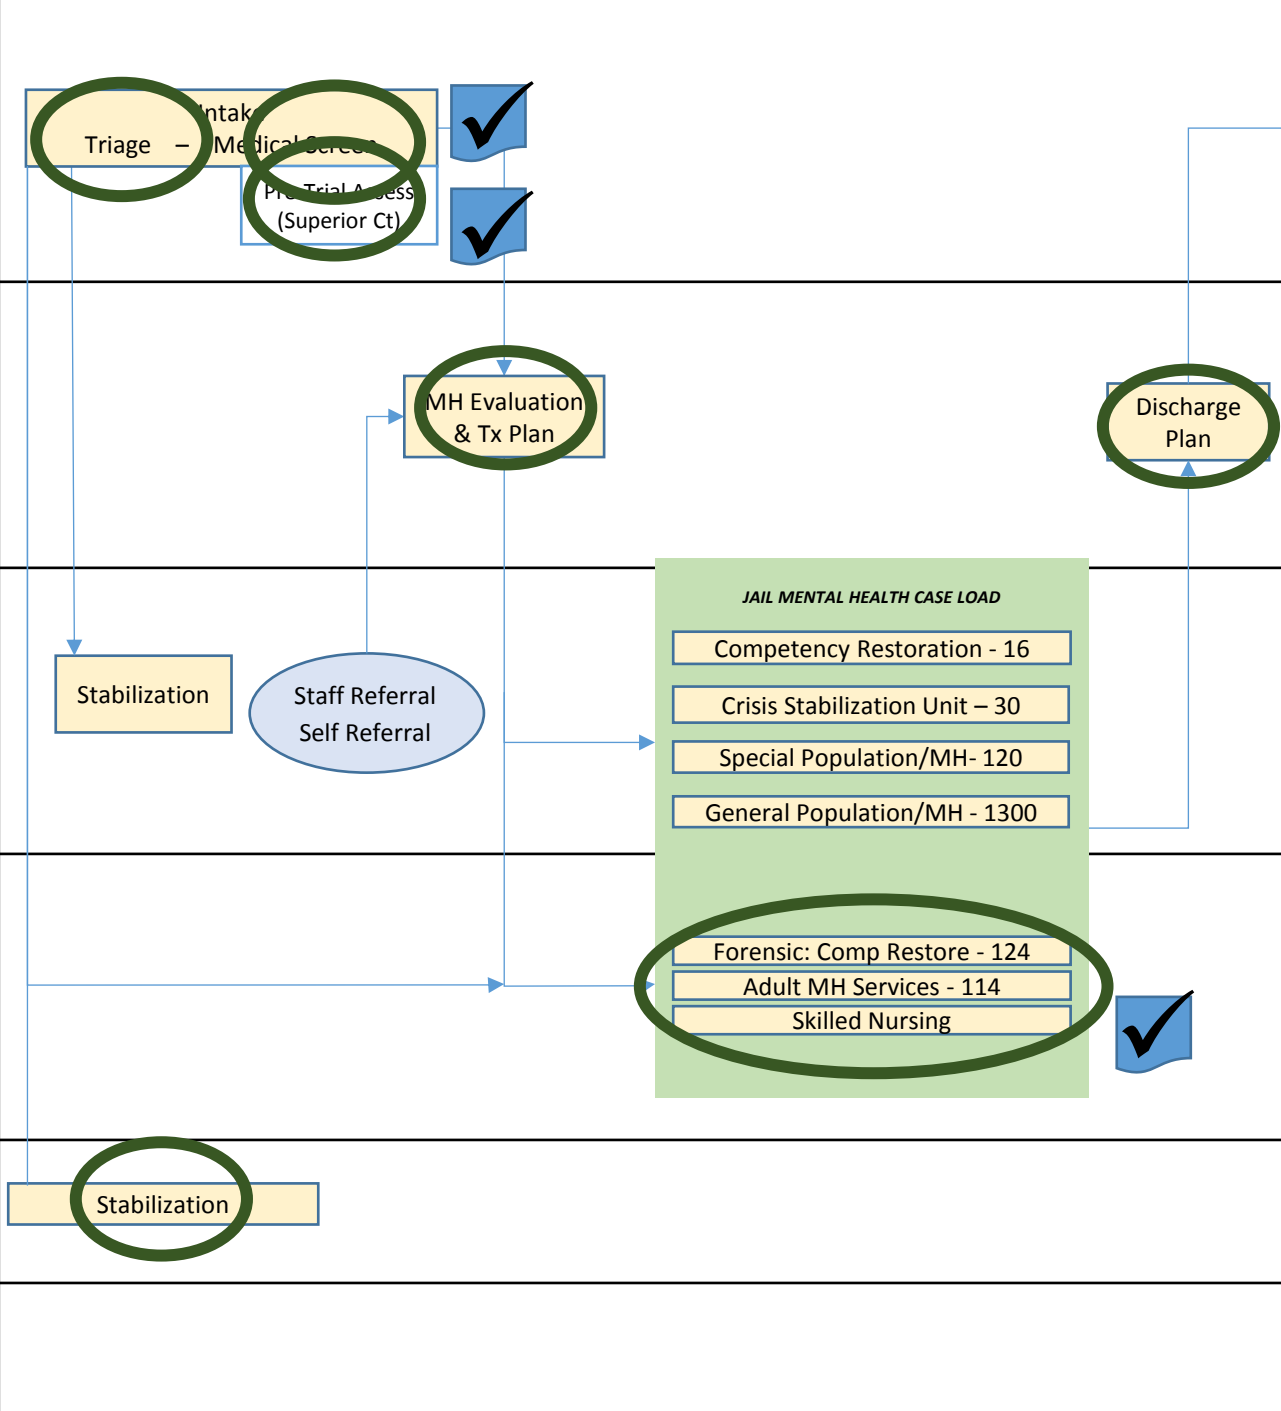 Intake
Triage – Medical Screen
Pre-Trial Assess
(Superior Ct)
MH Evaluation
& Tx Plan
Discharge
Plan
JAIL MENTAL HEALTH CASE LOAD
Competency Restoration - 16
Stabilization
Staff Referral
Self Referral
Crisis Stabilization Unit – 30
Special Population/MH- 120
General Population/MH - 1300
Forensic: Comp Restore - 124
Adult MH Services - 114
Skilled Nursing
Stabilization